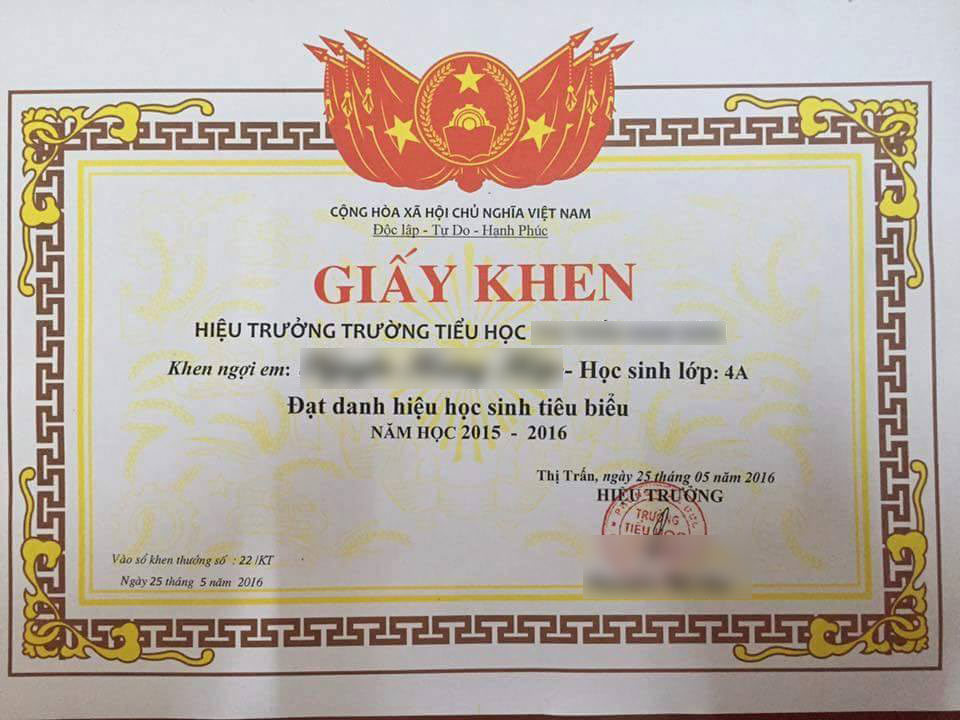 CỘNG HÒA XÃ HỘI CHỦ NGHĨA VIỆT NAM
Độc lập - Tự Do - Hạnh Phúc
GIẤY KHEN
HIỆU TRƯỞNG TRƯỜNG TIỂU HỌC
Khen ngợi em: - Học sinh lớp: 4A
Đạt danh hiệu học sinh tiêu biểu
NĂM HỌC 2015 - 2016
Thị Trấn, ngày 25 tháng 05 năm 2016
HIỆU TRƯỞNG
TRƯỜNG
TIỂU HỌC
Vào sổ khen thưởng số : 22 /KT
Ngày 25 tháng 5 năm 2016